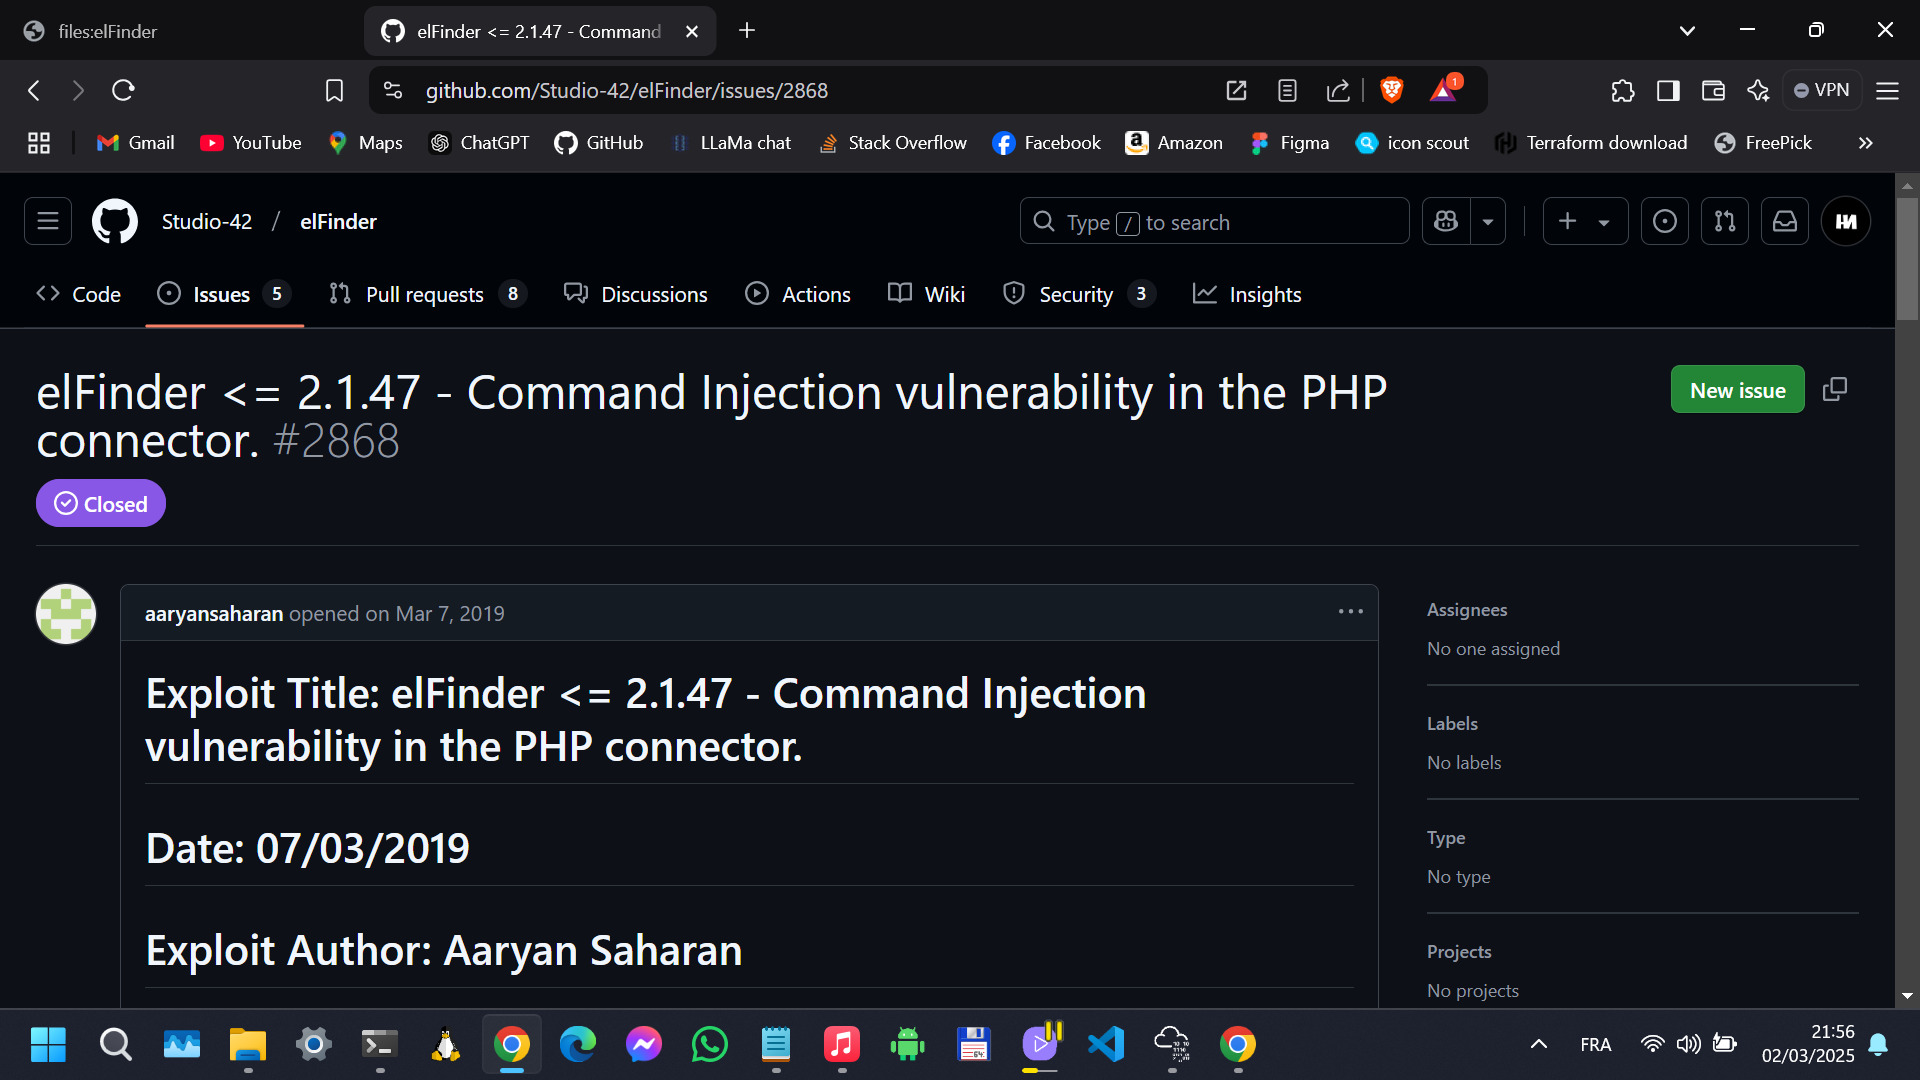 files:elFinder
elFinder <= 2.1.47 - Command
github.com/Studio-42/elFinder/issues/2868
1
VPN
Gmail
YouTube
Maps
ChatGPT
GitHub
LLaMa chat
Stack Overflow
Facebook
Amazon
Figma
icon scout
Terraform download
FreePick
Studio-42 / elFinder
Type / to search
Code
Issues 5
Pull requests 8
Discussions
Actions
Wiki
Security 3
Insights
elFinder <= 2.1.47 - Command Injection vulnerability in the PHP
connector. #2868
New issue
Closed
aaryansaharan opened on Mar 7, 2019
Exploit Title: elFinder <= 2.1.47 - Command Injection
vulnerability in the PHP connector.
Date: 07/03/2019
Exploit Author: Aaryan Saharan
Assignees
No one assigned
Labels
No labels
Type
No type
Projects
No projects
FRA
21:56
02/03/2025